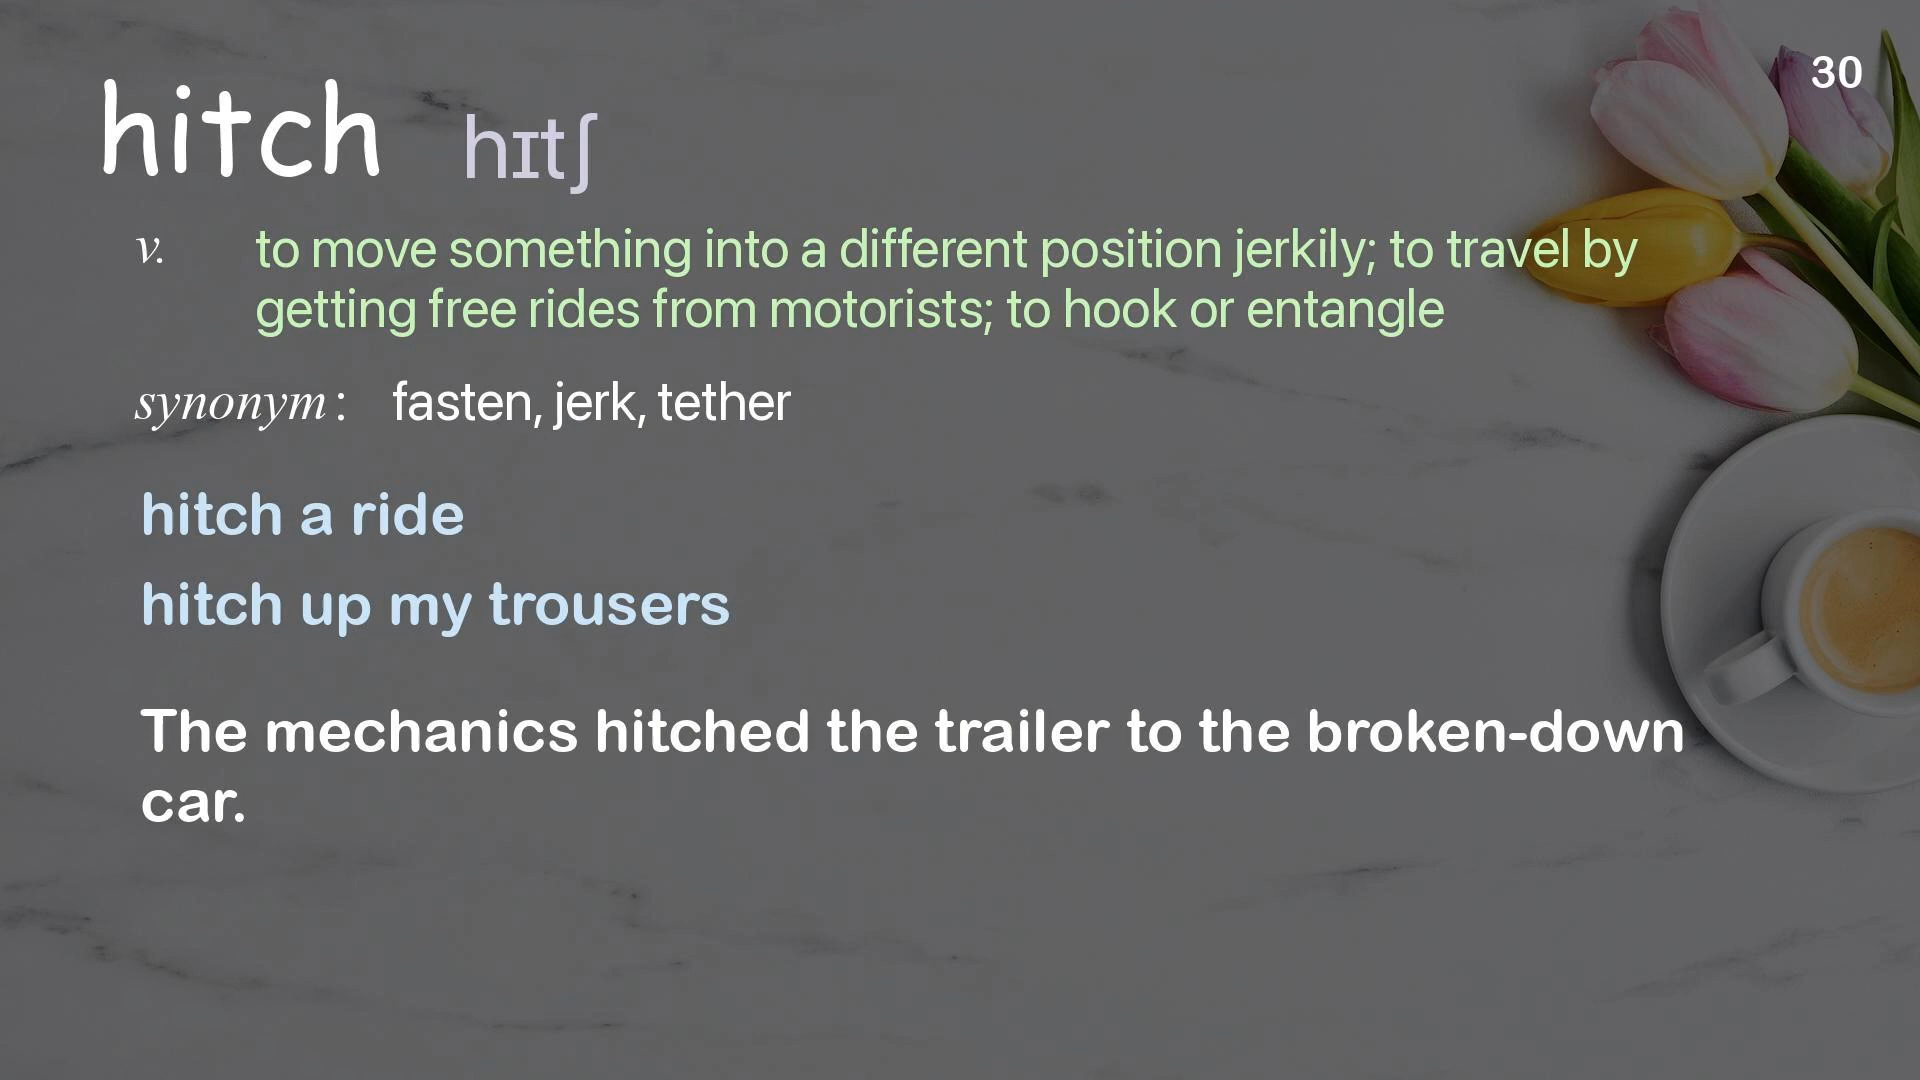 30
hitch hɪtʃ
v. to move something into a different position jerkily; to travel by
getting free rides from motorists; to hook or entangle
synonym : fasten, jerk, tether
hitch a ride
hitch up my trousers
The mechanics hitched the trailer to the broken-down
car.